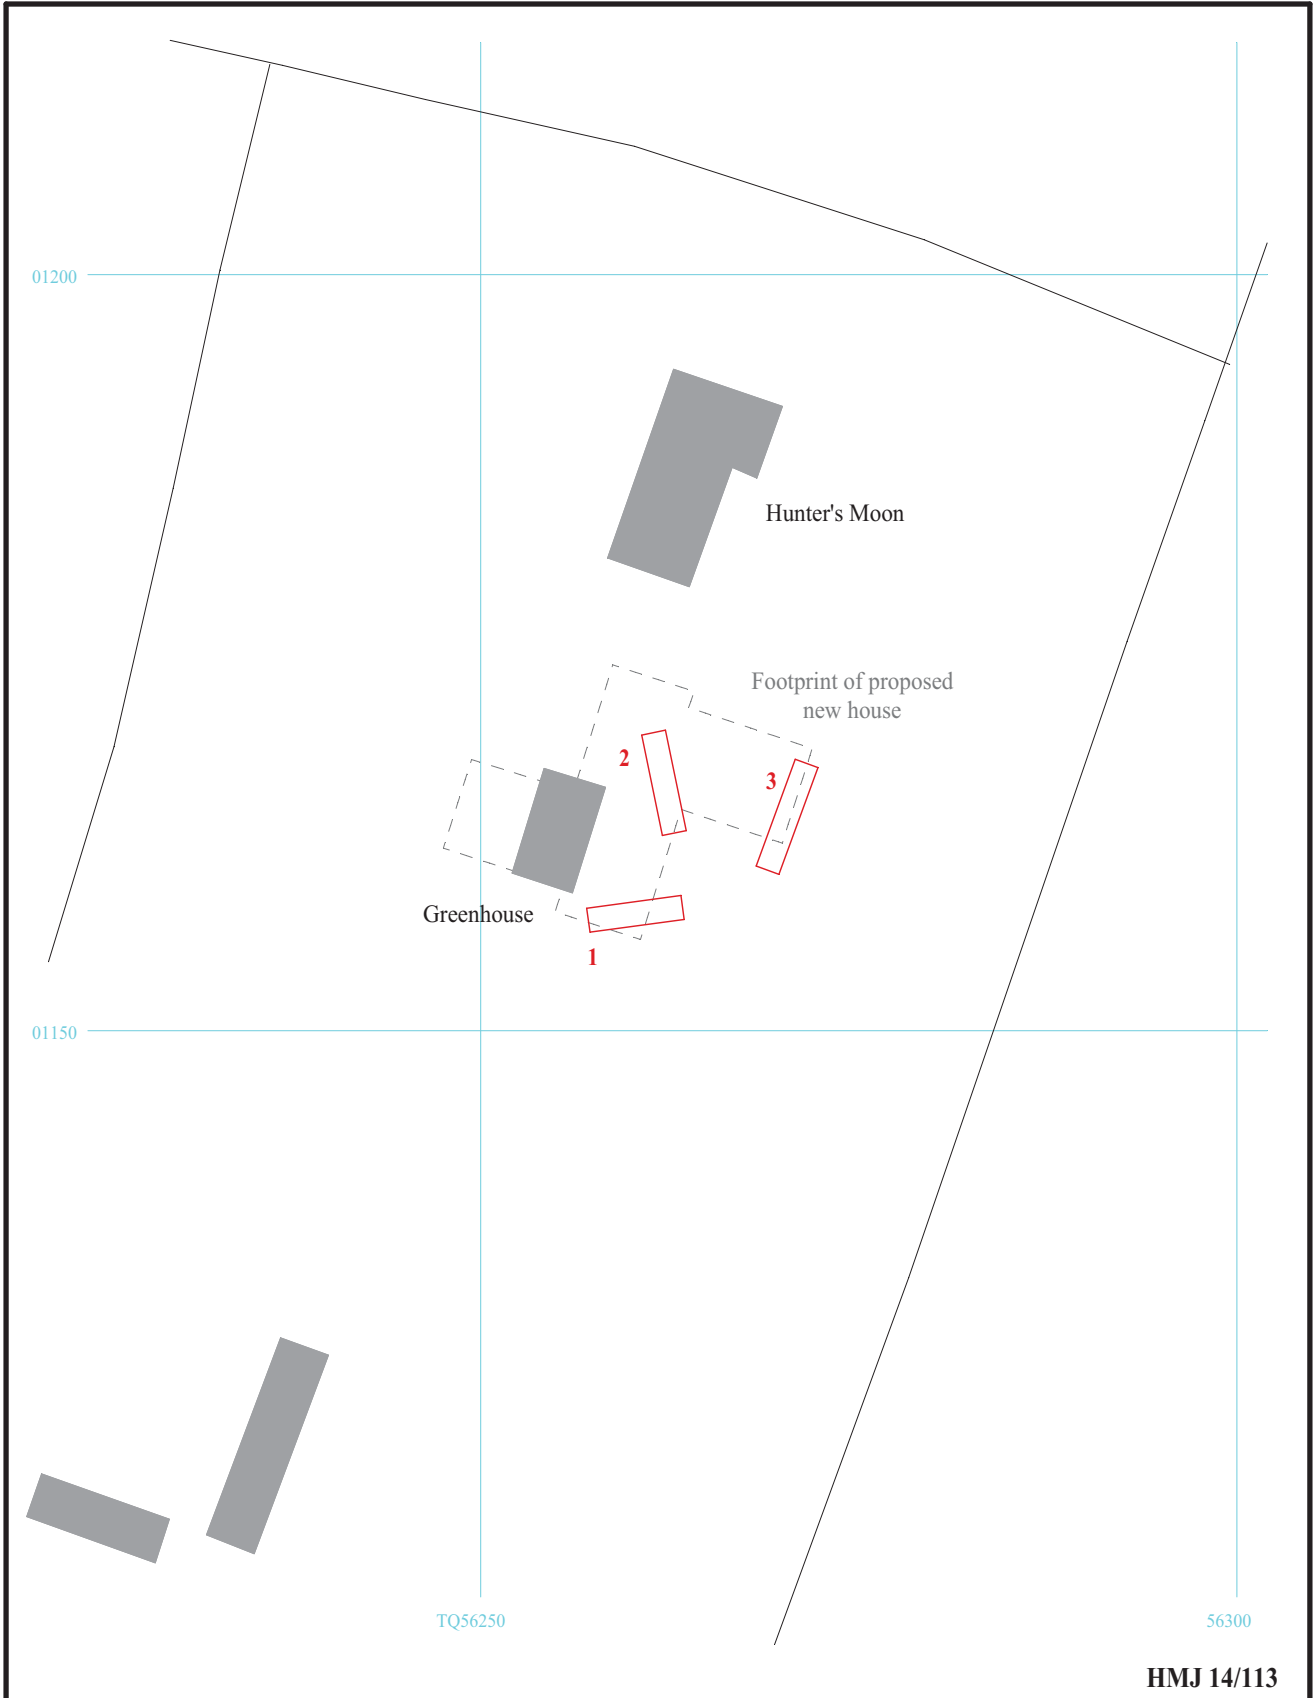 01200
Hunter's Moon
Footprint of proposed
new house
2
3
Greenhouse
1
01150
TQ56250
56300
HMJ 14/113